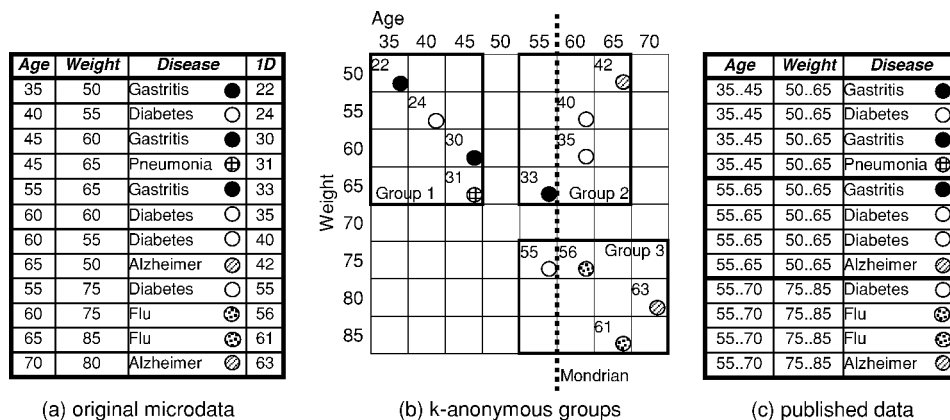 Age Weight Disease 1D
35 50 Gastritis 22
40 55 Diabetes 24
45 60 Gastritis 30
45 65 Pneumonia 31
55 65 Gastritis 33
60 60 Diabetes 35
60 55 Diabetes 40
65 50 Alzheimer 42
55 75 Diabetes 55
60 75 Flu 56
65 85 Flu 61
70 80 Alzheimer 63
(a) original microdata
Age
35 40 45 50 55 60 65 70
Weight
50 22 42
55 24 40
60 30 35
65 31 33
Group 1 Group 2
70
75 55 56 Group 3
80 63
85 61
Mondrian
(b) k-anonymous groups
Age Weight Disease
35..45 50..65 Gastritis
35..45 50..65 Diabetes
35..45 50..65 Gastritis
35..45 50..65 Pneumonia
55..65 50..65 Gastritis
55..65 50..65 Diabetes
55..65 50..65 Diabetes
55..65 50..65 Alzheimer
55..70 75..85 Diabetes
55..70 75..85 Flu
55..70 75..85 Flu
55..70 75..85 Alzheimer
(c) published data